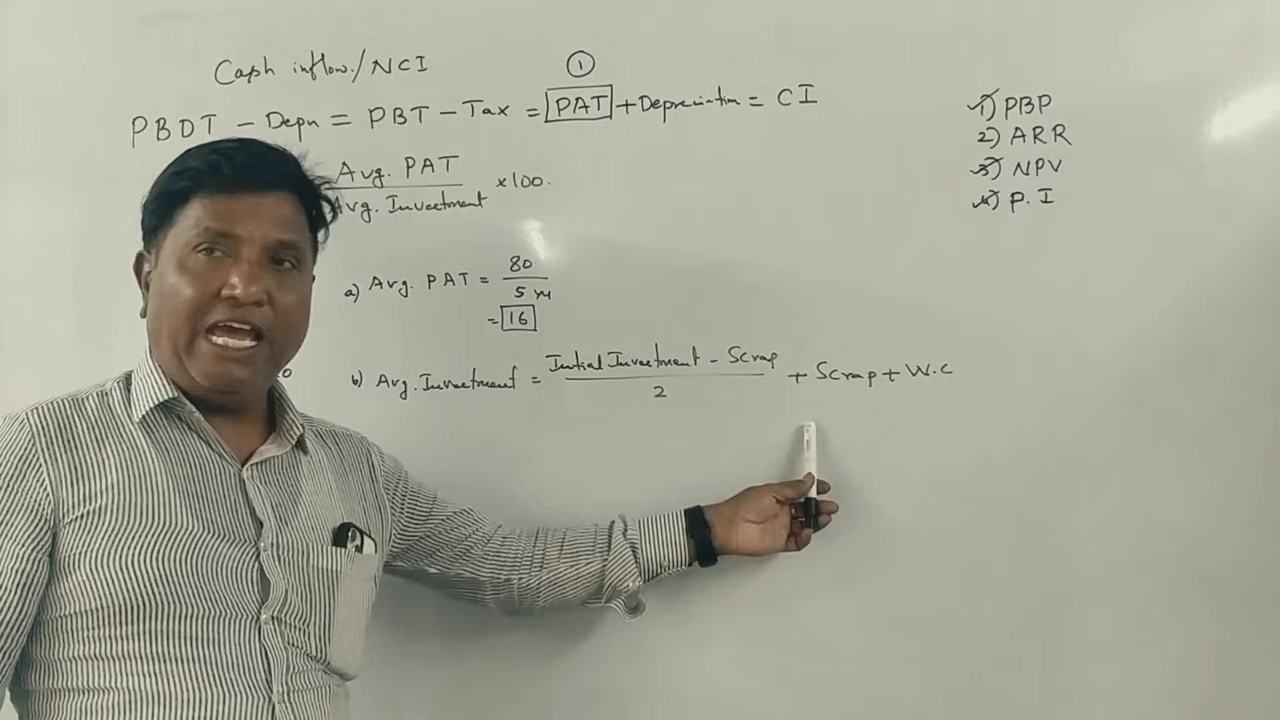 Cash inflow/NCI
①
PBDT - Depn = PBT - Tax = PAT + Depreciation = CI
Avg. PAT
Avg. Investment ×100.
a) Avg. PAT = 80
5 yr
= 16
b) Avg. Investment = Initial Investment - Scrap
2
+ Scrap + W.C
1) PBP
2) ARR
3) NPV
4) P.I